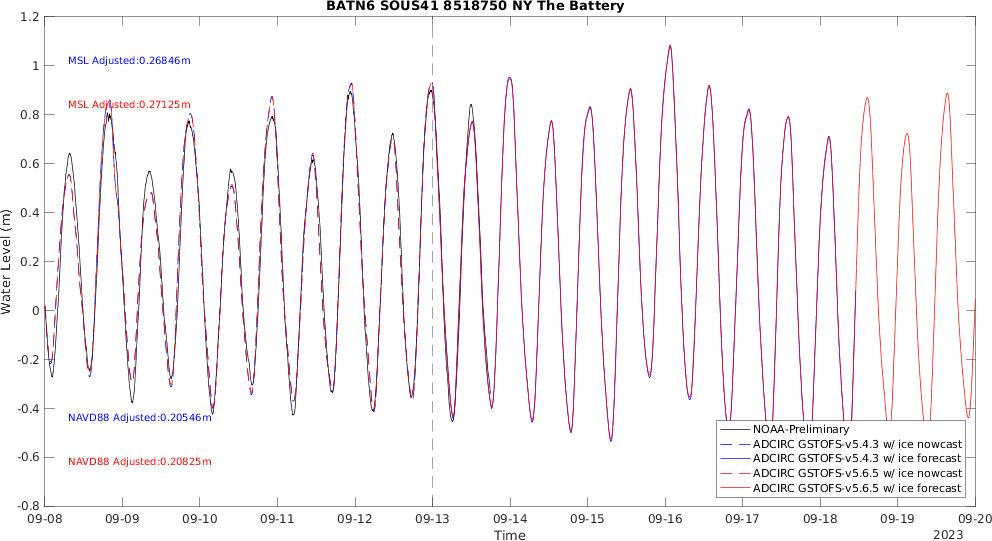 BATN6 SOUS41 8518750 NY The Battery
Water Level (m)
1.2
1
0.8
0.6
0.4
0.2
0
-0.2
-0.4
-0.6
-0.8
MSL Adjusted:0.26846m
MSL Adjusted:0.27125m
NAVD88 Adjusted:0.20546m
NAVD88 Adjusted:0.20825m
NOAA-Preliminary
ADCIRC GSTOFS-v5.4.3 w/ ice nowcast
ADCIRC GSTOFS-v5.4.3 w/ ice forecast
ADCIRC GSTOFS-v5.6.5 w/ ice nowcast
ADCIRC GSTOFS-v5.6.5 w/ ice forecast
09-08 09-09 09-10 09-11 09-12 09-13 09-14 09-15 09-16 09-17 09-18 09-19 09-20
Time
2023